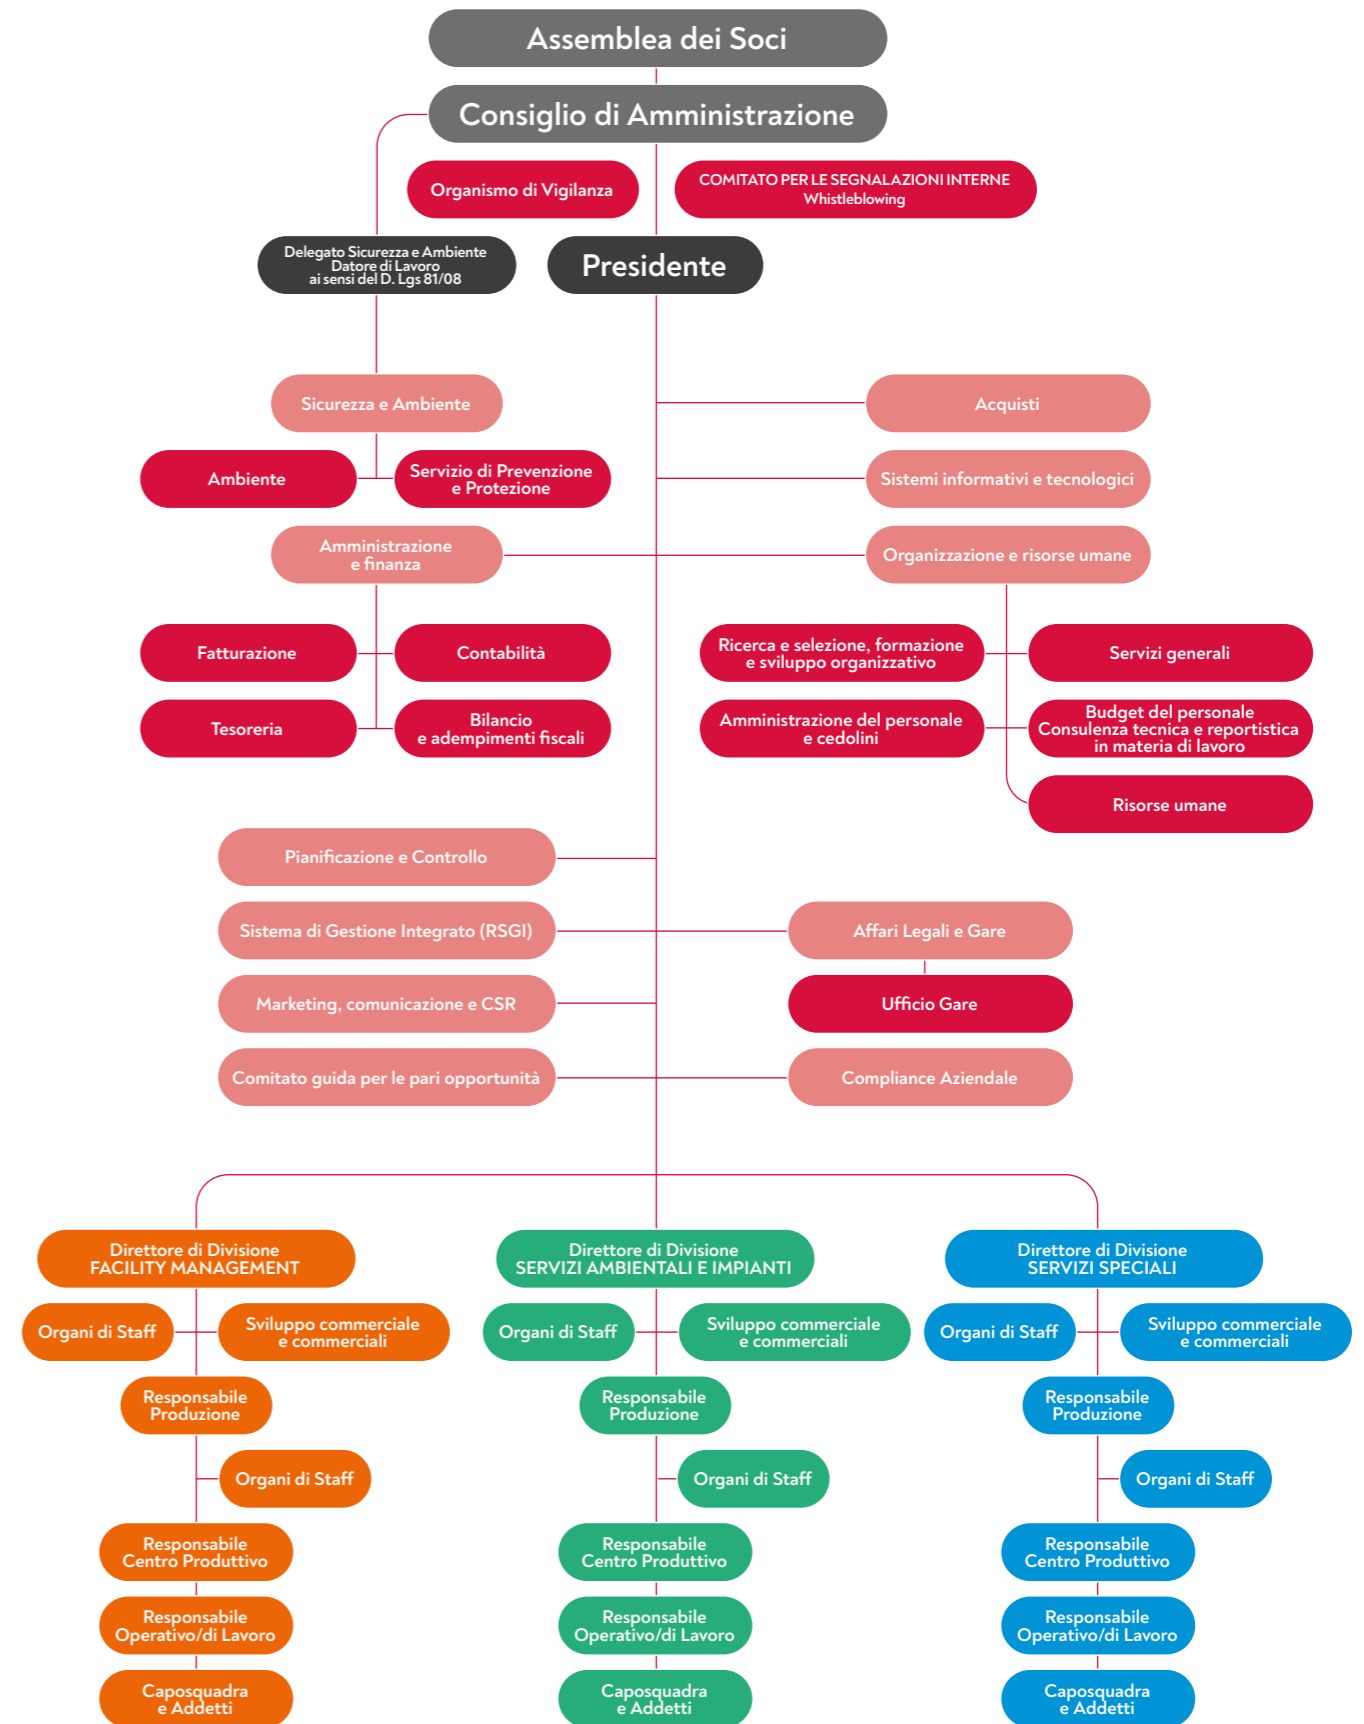 Assemblea dei Soci
Consiglio di Amministrazione
Organismo di Vigilanza
COMITATO PER LE SEGNALAZIONI INTERNE
Whistleblowing
Delegato Sicurezza e Ambiente
Datore di Lavoro
ai sensi del D. Lgs 81/08
Presidente
Sicurezza e Ambiente
Acquisti
Ambiente
Servizio di Prevenzione
e Protezione
Sistemi informativi e tecnologici
Amministrazione
e finanza
Organizzazione e risorse umane
Fatturazione
Contabilità
Ricerca e selezione, formazione
e sviluppo organizzativo
Servizi generali
Tesoreria
Bilancio
e adempimenti fiscali
Amministrazione del personale
e cedolini
Budget del personale
Consulenza tecnica e reportistica
in materia di lavoro
Risorse umane
Pianificazione e Controllo
Sistema di Gestione Integrato (RSGI)
Affari Legali e Gare
Marketing, comunicazione e CSR
Ufficio Gare
Comitato guida per le pari opportunità
Compliance Aziendale
Direttore di Divisione
FACILITY MANAGEMENT
Direttore di Divisione
SERVIZI AMBIENTALI E IMPIANTI
Direttore di Divisione
SERVIZI SPECIALI
Organi di Staff
Sviluppo commerciale
e commerciali
Organi di Staff
Sviluppo commerciale
e commerciali
Organi di Staff
Sviluppo commerciale
e commerciali
Responsabile
Produzione
Responsabile
Produzione
Responsabile
Produzione
Organi di Staff
Organi di Staff
Organi di Staff
Responsabile
Centro Produttivo
Responsabile
Centro Produttivo
Responsabile
Centro Produttivo
Responsabile
Operativo/di Lavoro
Responsabile
Operativo/di Lavoro
Responsabile
Operativo/di Lavoro
Caposquadra
e Addetti
Caposquadra
e Addetti
Caposquadra
e Addetti